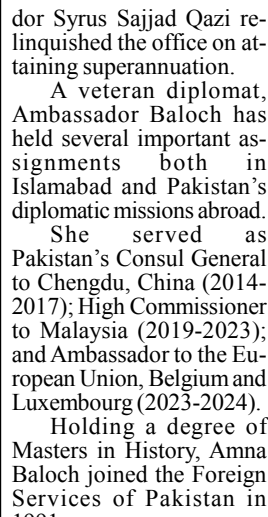 dor Syrus Sajjad Qazi re-
linquished the office on at-
taining superannuation.
A veteran diplomat,
Ambassador Baloch has
held several important as-
signments both in
Islamabad and Pakistan's
diplomatic missions abroad.
She served as
Pakistan's Consul General
to Chengdu, China (2014-
2017); High Commissioner
to Malaysia (2019-2023);
and Ambassador to the Eu-
ropean Union, Belgium and
Luxembourg (2023-2024).
Holding a degree of
Masters in History, Amna
Baloch joined the Foreign
Services of Pakistan in